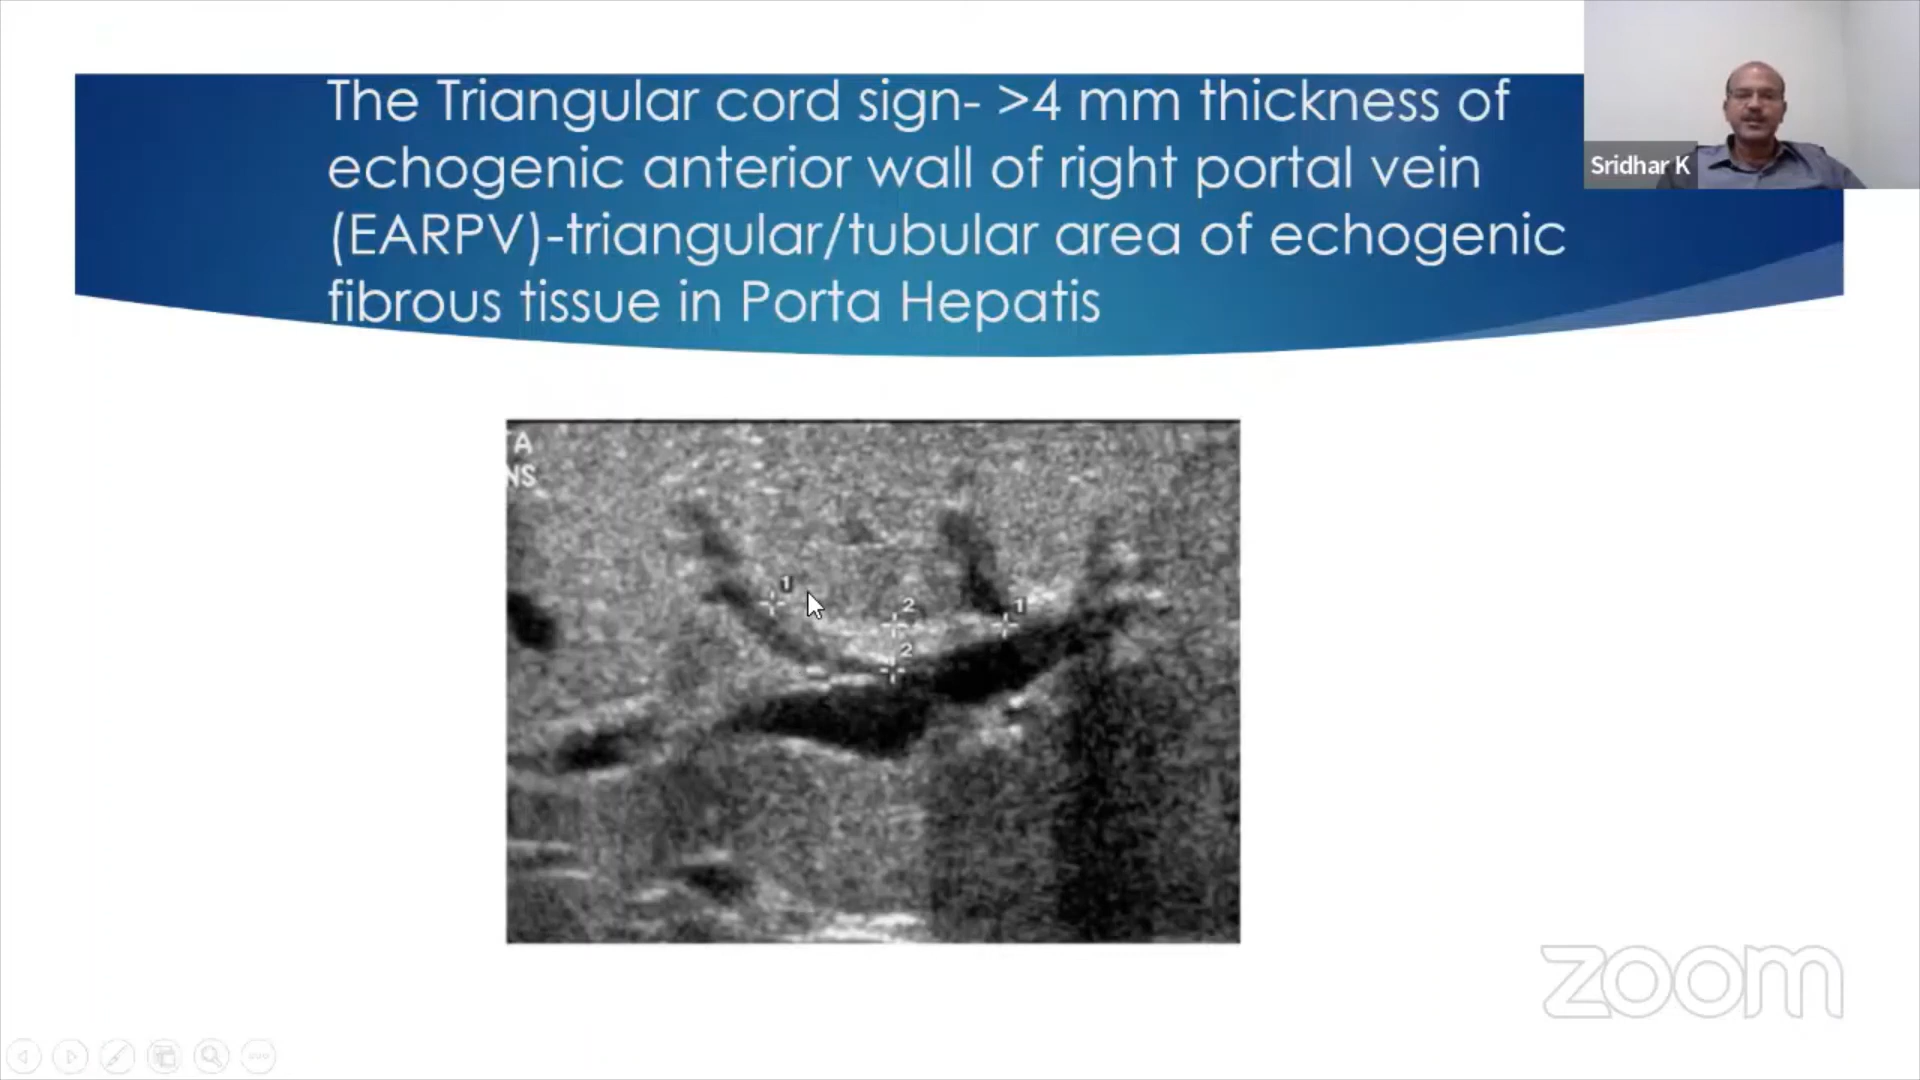 The Triangular cord sign- >4 mm thickness of
echogenic anterior wall of right portal vein
(EARPV)-triangular/tubular area of echogenic
fibrous tissue in Porta Hepatis
Sridhar K
TA
NS
1
2
1
2
zoom